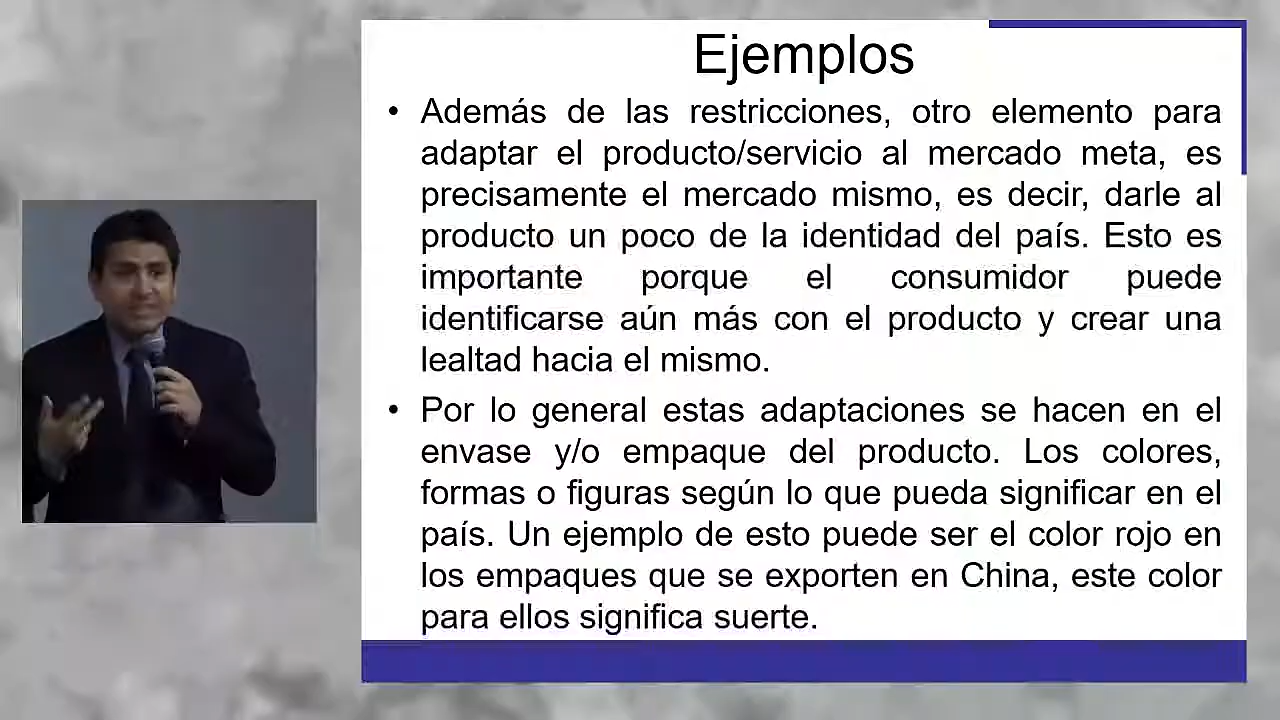 Ejemplos
• Además de las restricciones, otro elemento para
adaptar el producto/servicio al mercado meta, es
precisamente el mercado mismo, es decir, darle al
producto un poco de la identidad del país. Esto es
importante porque el consumidor puede
identificarse aún más con el producto y crear una
lealtad hacia el mismo.
• Por lo general estas adaptaciones se hacen en el
envase y/o empaque del producto. Los colores,
formas o figuras según lo que pueda significar en el
país. Un ejemplo de esto puede ser el color rojo en
los empaques que se exporten en China, este color
para ellos significa suerte.